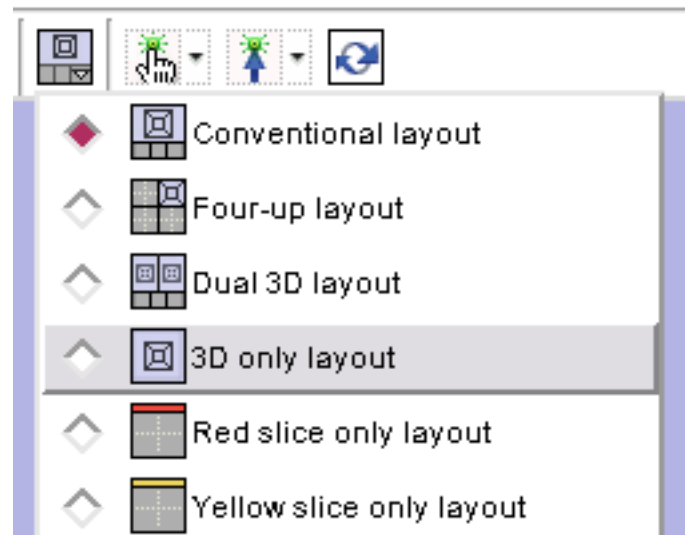 Conventional layout
Four-up layout
Dual 3D layout
3D only layout
Red slice only layout
Yellow slice only layout